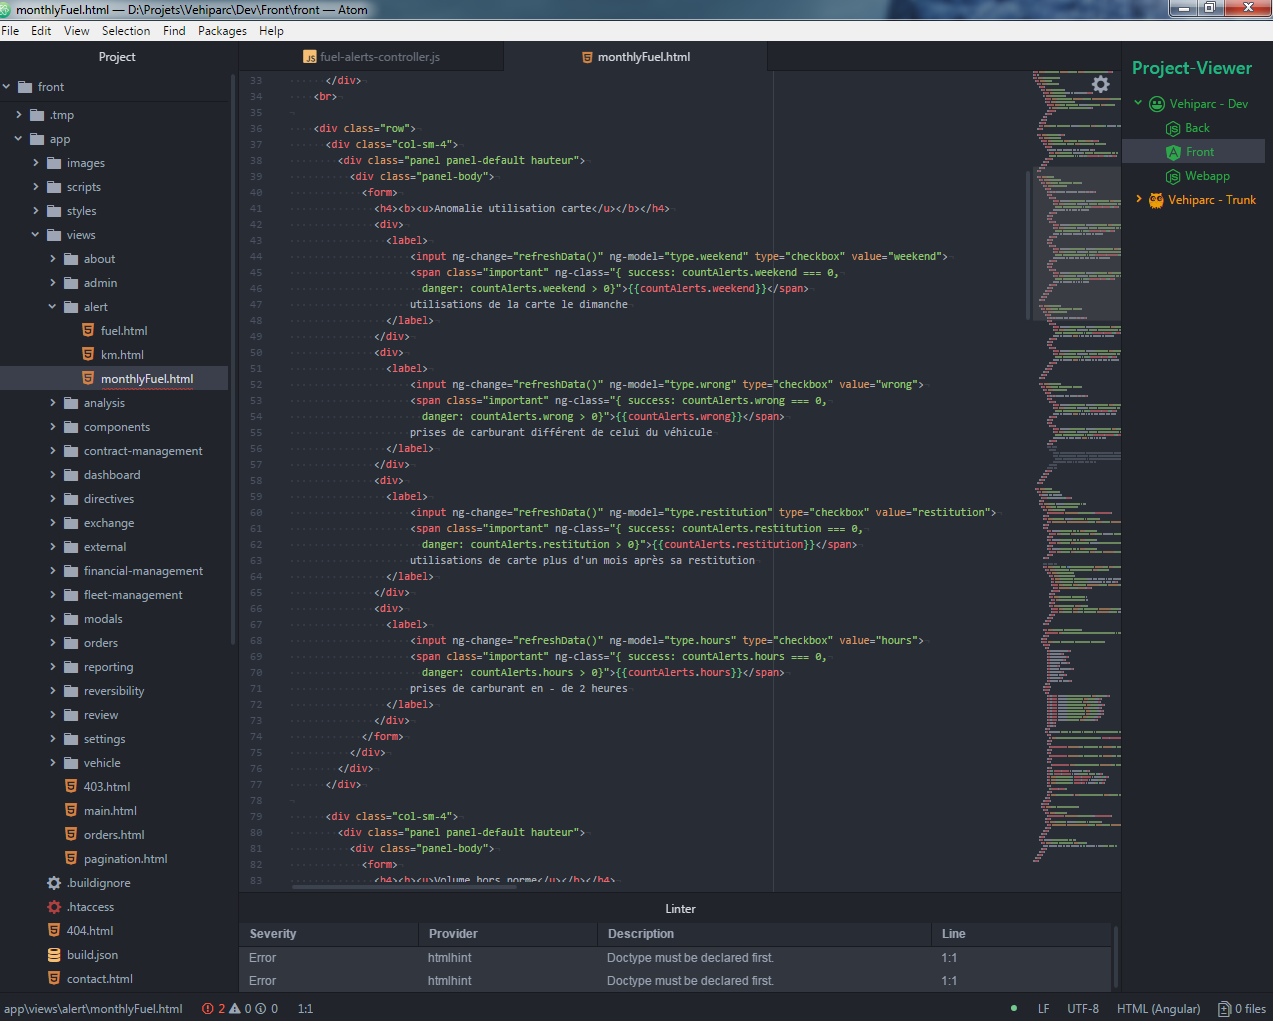 monthlyFuel.html — D:\Projets\Vehiparc\Dev\Front\front — Atom
File Edit View Selection Find Packages Help
Project
front
.tmp
app
images
scripts
styles
views
about
admin
alert
fuel.html
km.html
monthlyFuel.html
analysis
components
contract-management
dashboard
directives
exchange
external
financial-management
fleet-management
modals
orders
reporting
reversibility
review
settings
vehicle
403.html
main.html
orders.html
pagination.html
.buildignore
.htaccess
404.html
build.json
contact.html
fuel-alerts-controller.js
monthlyFuel.html
33 </div>
34 <br>
35
36 <div class="row">
37 <div class="col-sm-4">
38 <div class="panel panel-default hauteur">
39 <div class="panel-body">
40 <form>
41 <h4><b><u>Anomalie utilisation carte</u></b></h4>
42 <div>
43 <label>
44 <input ng-change="refreshData()" ng-model="type.weekend" type="checkbox" value="weekend">
45 <span class="important" ng-class="{ success: countAlerts.weekend === 0,
46 danger: countAlerts.weekend > 0}">{{countAlerts.weekend}}</span>
47 utilisations de la carte le dimanche
48 </label>
49 </div>
50 <div>
51 <label>
52 <input ng-change="refreshData()" ng-model="type.wrong" type="checkbox" value="wrong">
53 <span class="important" ng-class="{ success: countAlerts.wrong === 0,
54 danger: countAlerts.wrong > 0}">{{countAlerts.wrong}}</span>
55 prises de carburant différent de celui du véhicule
56 </label>
57 </div>
58 <div>
59 <label>
60 <input ng-change="refreshData()" ng-model="type.restitution" type="checkbox" value="restitution">
61 <span class="important" ng-class="{ success: countAlerts.restitution === 0,
62 danger: countAlerts.restitution > 0}">{{countAlerts.restitution}}</span>
63 utilisations de carte plus d'un mois après sa restitution
64 </label>
65 </div>
66 <div>
67 <label>
68 <input ng-change="refreshData()" ng-model="type.hours" type="checkbox" value="hours">
69 <span class="important" ng-class="{ success: countAlerts.hours === 0,
70 danger: countAlerts.hours > 0}">{{countAlerts.hours}}</span>
71 prises de carburant en - de 2 heures
72 </label>
73 </div>
74 </form>
75 </div>
76 </div>
77 </div>
78
79 <div class="col-sm-4">
80 <div class="panel panel-default hauteur">
81 <div class="panel-body">
82 <form>
83 <h4><b><u>Volume hors norme</u></b></h4>
Project-Viewer
Vehiparc - Dev
Back
Front
Webapp
Vehiparc - Trunk
Linter
Severity Provider Description Line
Error htmlhint Doctype must be declared first. 1:1
Error htmlhint Doctype must be declared first. 1:1
app\views\alert\monthlyFuel.html 2 0 0 1:1 LF UTF-8 HTML (Angular) 0 files